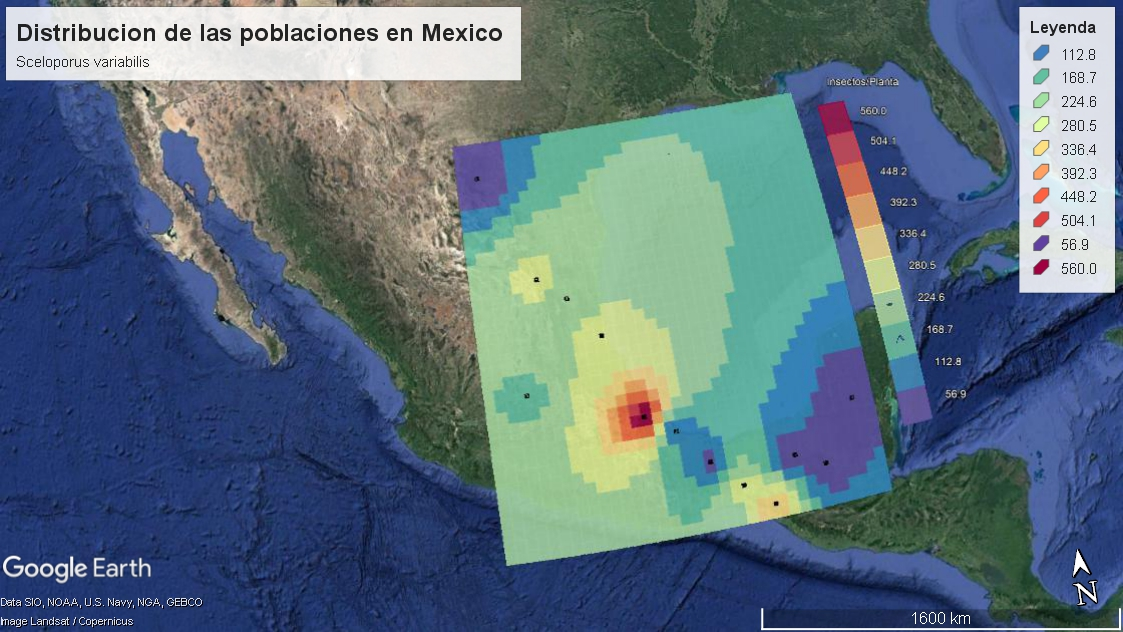 Distribucion de las poblaciones en Mexico
Sceloporus variabilis
Leyenda
112.8
168.7
224.6
280.5
336.4
392.3
448.2
504.1
56.9
560.0
Insectos/Planta
560.0
504.1
448.2
392.3
336.4
280.5
224.6
168.7
112.8
56.9
Google Earth
Data SIO, NOAA, U.S. Navy, NGA, GEBCO
Image Landsat / Copernicus
N
1600 km